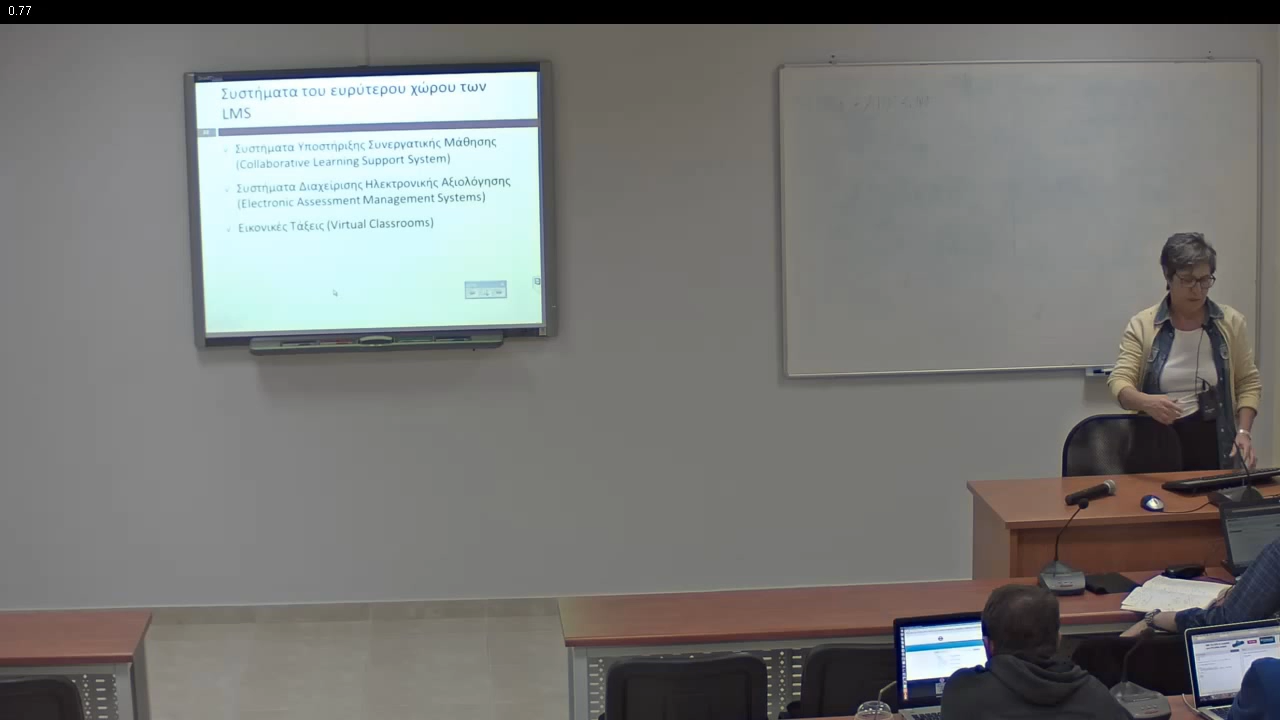 0.77
Συστήματα του ευρύτερου χώρου των
LMS
Συστήματα Υποστήριξης Συνεργατικής Μάθησης
(Collaborative Learning Support System)
Συστήματα Διαχείρισης Ηλεκτρονικής Αξιολόγησης
(Electronic Assessment Management Systems)
Εικονικές Τάξεις (Virtual Classrooms)